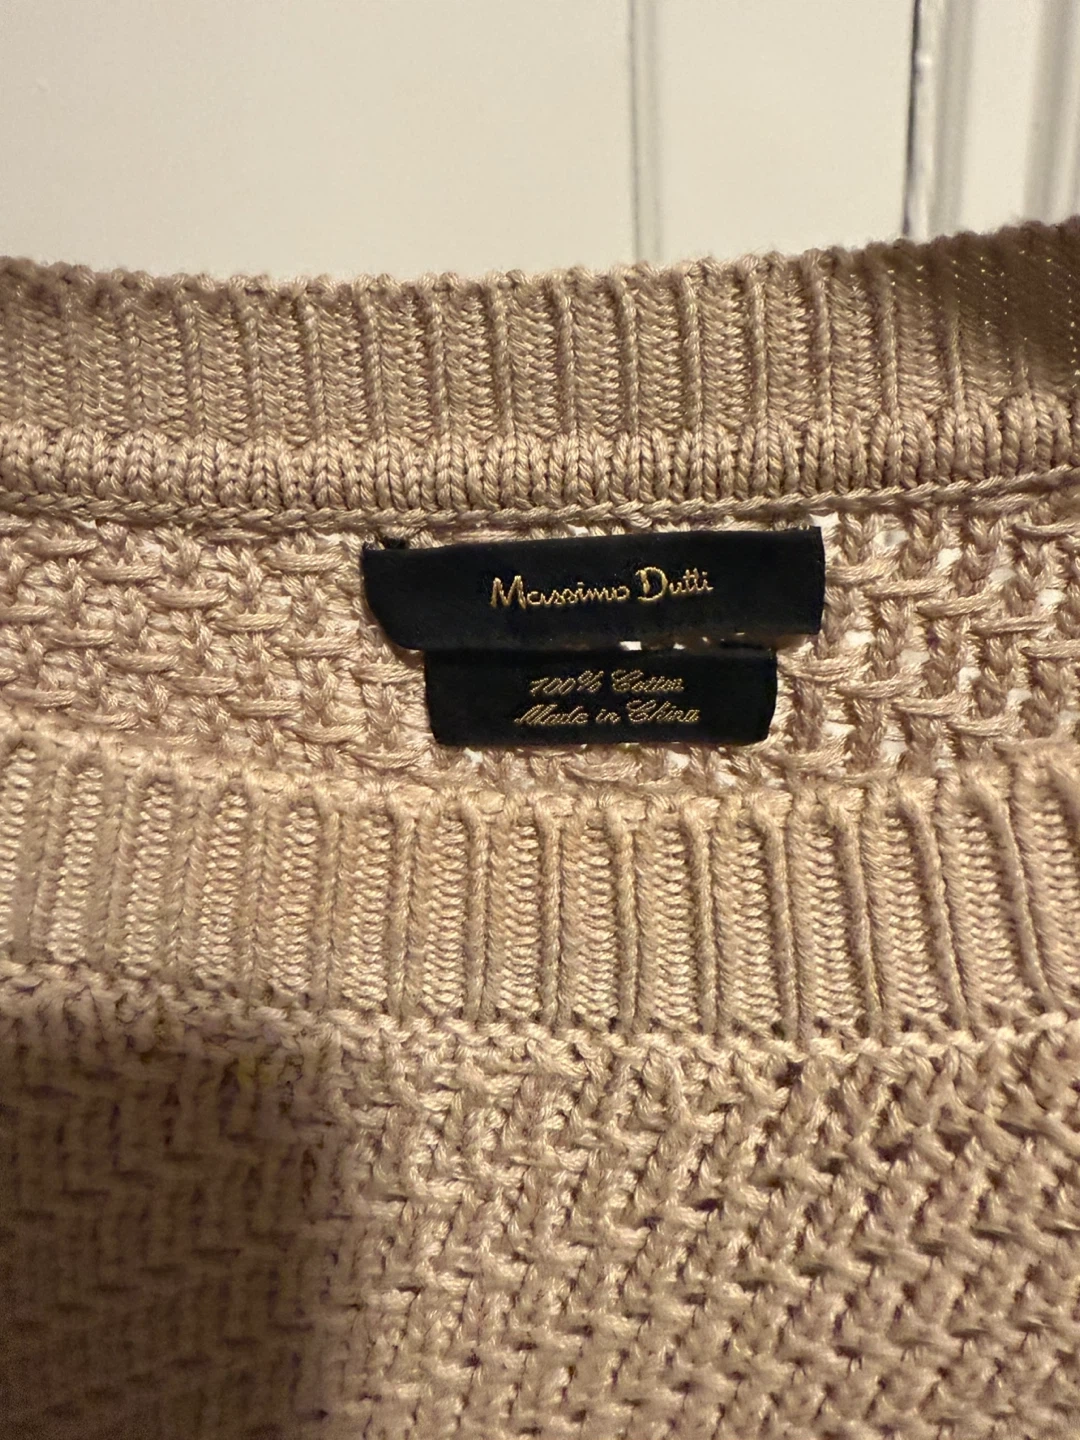 Massimo Dutti
100% Cotton
Made in China